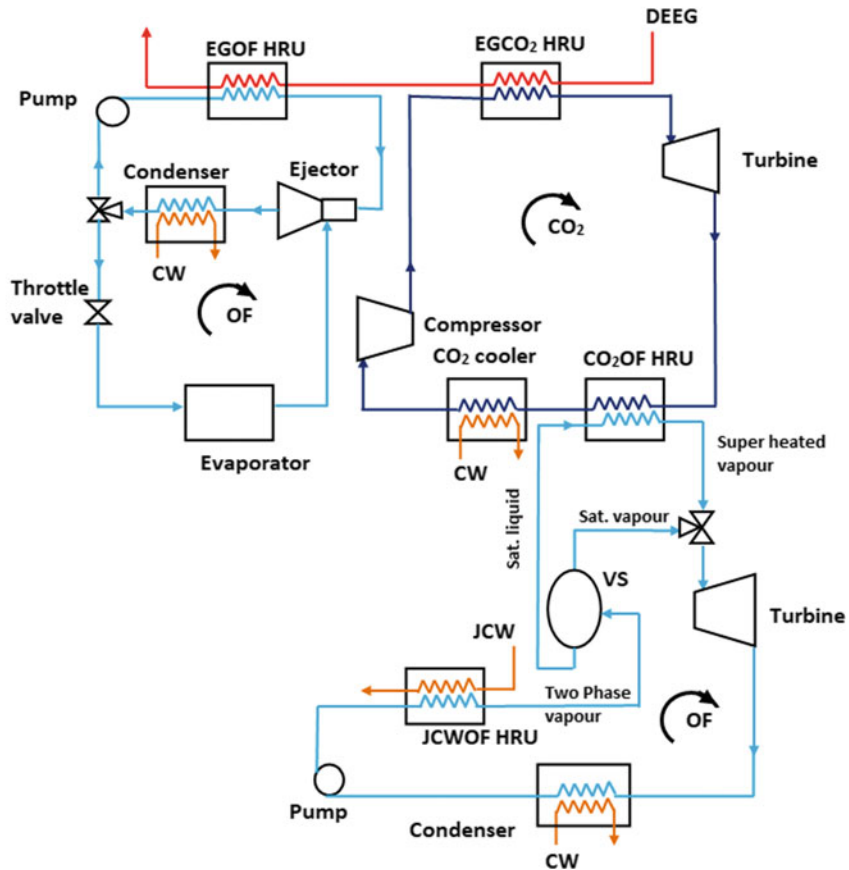 DEEG
EGOF HRU
EGCO₂ HRU
Pump
Condenser
Ejector
Turbine
CO₂
CW
Throttle
valve
OF
Compressor
CO₂ cooler
CO₂OF HRU
Evaporator
CW
Super heated
vapour
Sat. liquid
Sat. vapour
VS
Turbine
JCW
Two Phase
vapour
OF
JCWOF HRU
Pump
Condenser
CW